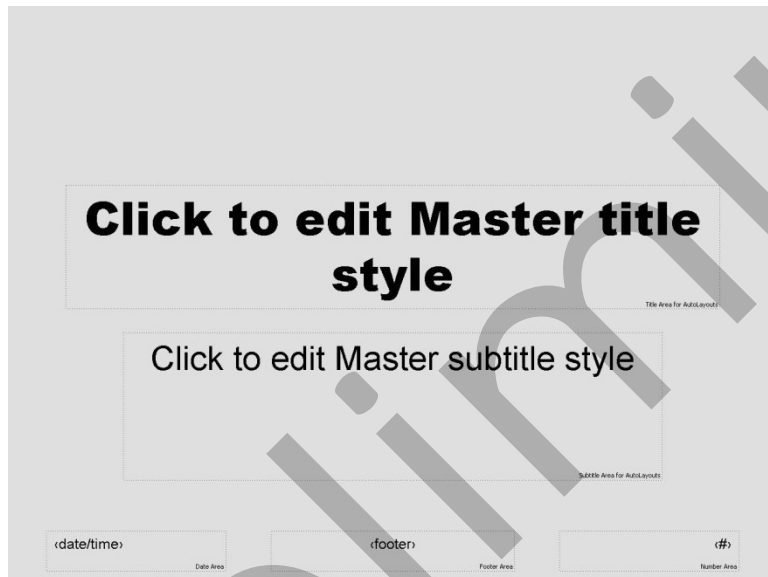 Click to edit Master title
style
Title Area for AutoLayouts
Click to edit Master subtitle style
Subtitle Area for AutoLayouts
‹date/time›
Date Area
‹footer›
Footer Area
‹#›
Number Area